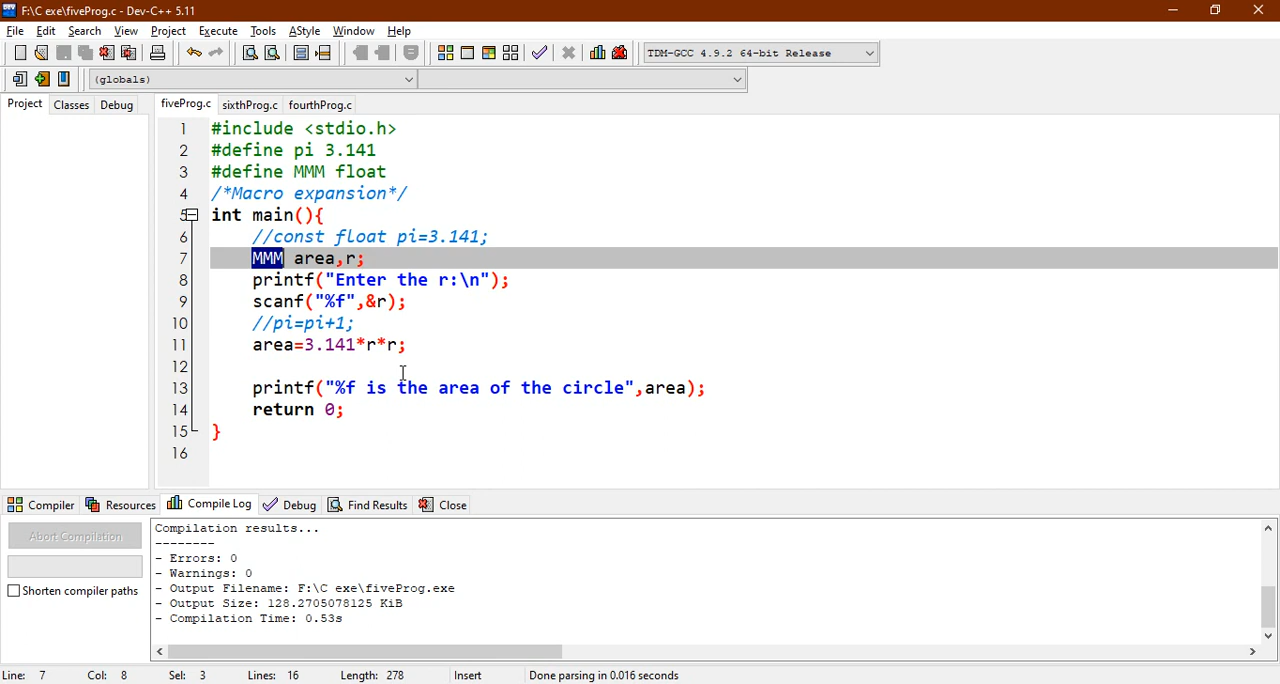 F:\C exe\fiveProg.c - Dev-C++ 5.11
File Edit Search View Project Execute Tools AStyle Window Help
TDM-GCC 4.9.2 64-bit Release
(globals)
Project Classes Debug fiveProg.c sixthProg.c fourthProg.c
1 #include <stdio.h>
2 #define pi 3.141
3 #define MMM float
4 /*Macro expansion*/
5 int main(){
6 //const float pi=3.141;
7 MMM area,r;
8 printf("Enter the r:\n");
9 scanf("%f",&r);
10 //pi=pi+1;
11 area=3.141*r*r;
12
13 printf("%f is the area of the circle",area);
14 return 0;
15 }
16
Compiler Resources Compile Log Debug Find Results Close
Abort Compilation
Shorten compiler paths
Compilation results...
--------
- Errors: 0
- Warnings: 0
- Output Filename: F:\C exe\fiveProg.exe
- Output Size: 128.2705078125 KiB
- Compilation Time: 0.53s
Line: 7 Col: 8 Sel: 3 Lines: 16 Length: 278 Insert Done parsing in 0.016 seconds